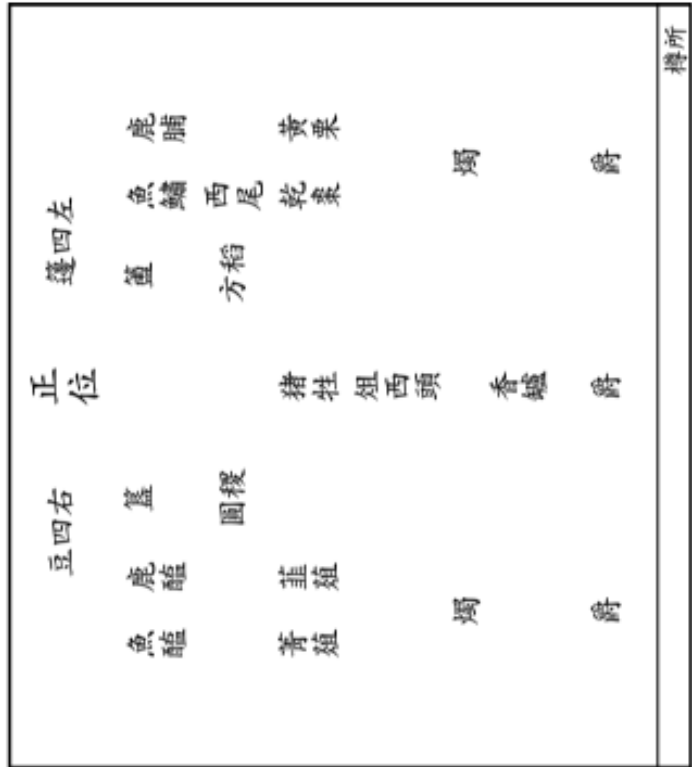 左四籩
正位
右四豆
鹿脯
黃栗
魚鱐
西尾
乾棗
簠
方稻
猪牲俎西頭
簋
圓稷
鹿醢
韭菹
魚醢
菁菹
燭
香鑪
燭
爵
爵
爵
樽所